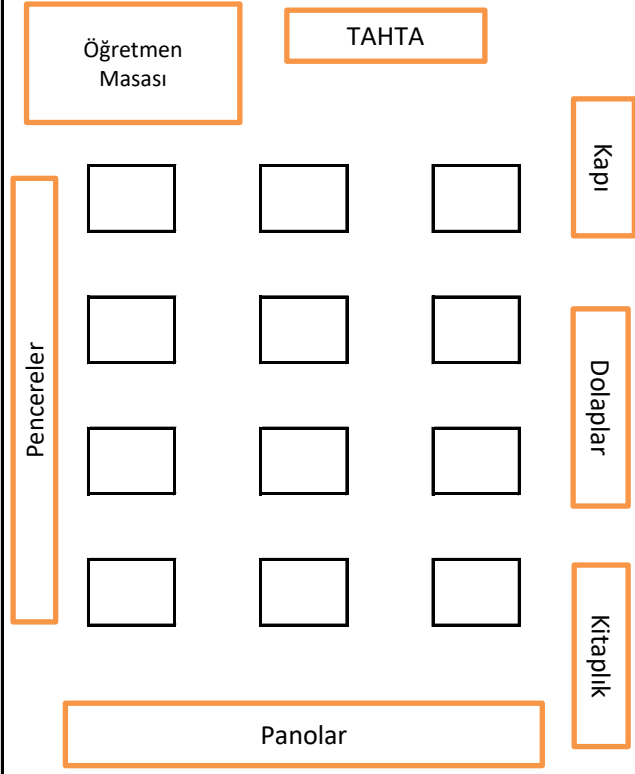 Öğretmen
Masası
TAHTA
Kapı
Pencereler
Dolaplar
Kitaplık
Panolar